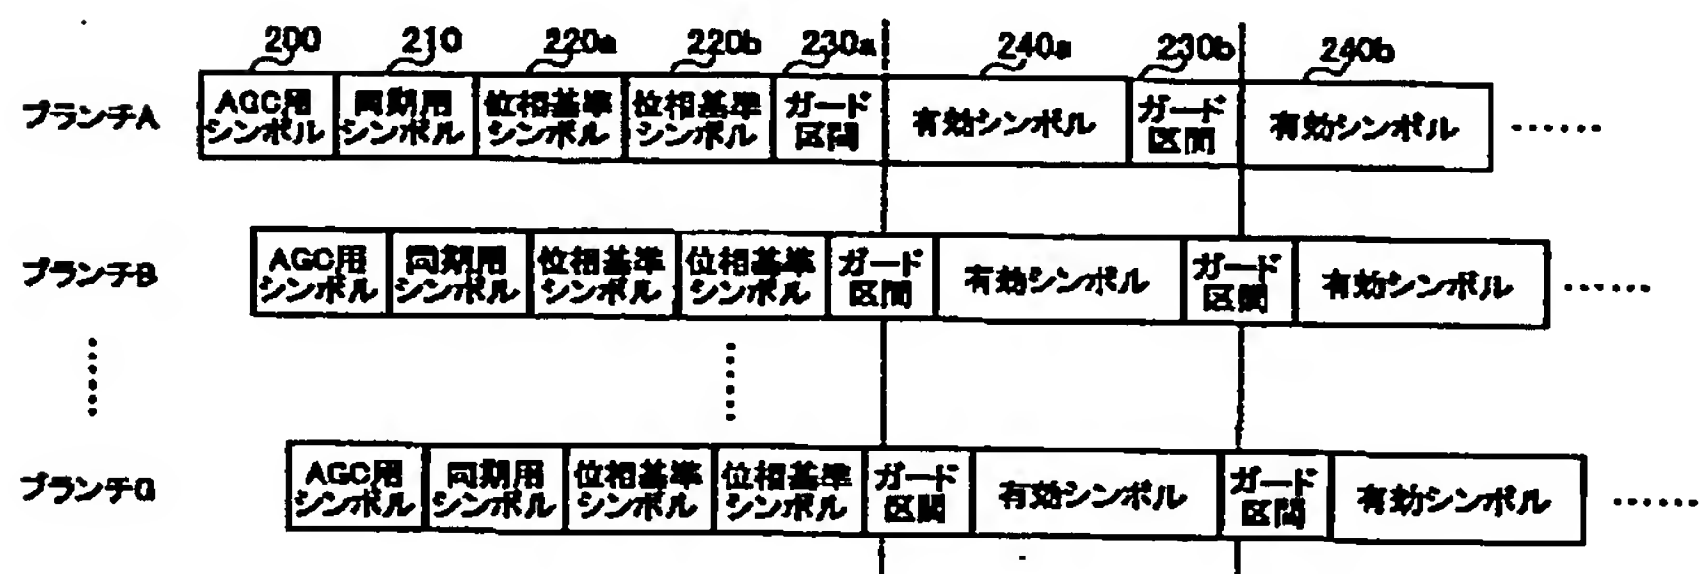 200 210 220a 220b 230a 240a 230b 240b
ブランチA
AGC用
シンボル
同期用
シンボル
位相基準
シンボル
位相基準
シンボル
ガード
区間
有効シンボル
ガード
区間
有効シンボル
……
ブランチB
AGC用
シンボル
同期用
シンボル
位相基準
シンボル
位相基準
シンボル
ガード
区間
有効シンボル
ガード
区間
有効シンボル
……
ブランチG
AGC用
シンボル
同期用
シンボル
位相基準
シンボル
位相基準
シンボル
ガード
区間
有効シンボル
ガード
区間
有効シンボル
……